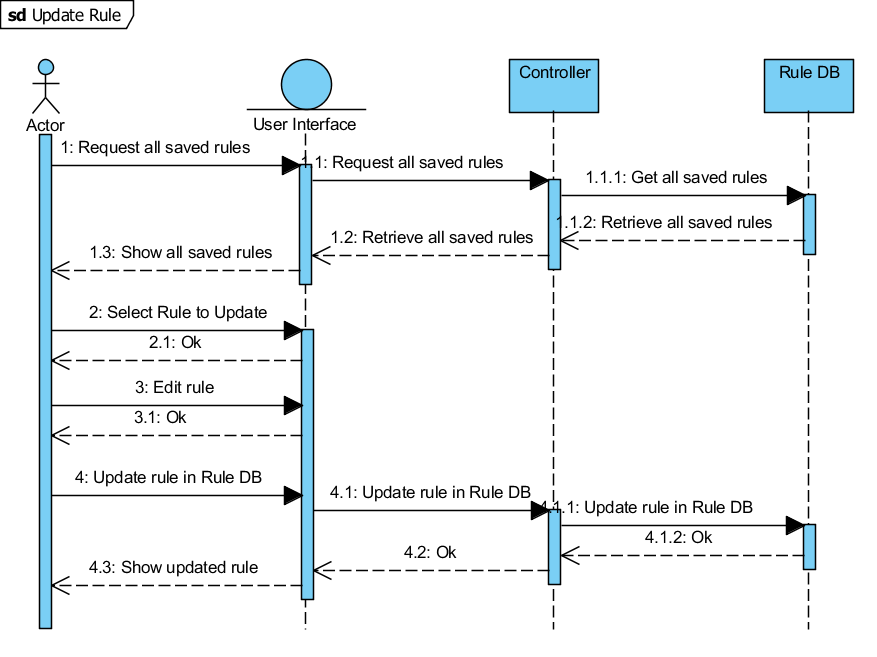 sd Update Rule
Actor
User Interface
Controller
Rule DB
1: Request all saved rules
1.1: Request all saved rules
1.1.1: Get all saved rules
1.1.2: Retrieve all saved rules
1.2: Retrieve all saved rules
1.3: Show all saved rules
2: Select Rule to Update
2.1: Ok
3: Edit rule
3.1: Ok
4: Update rule in Rule DB
4.1: Update rule in Rule DB
4.1.1: Update rule in Rule DB
4.1.2: Ok
4.2: Ok
4.3: Show updated rule